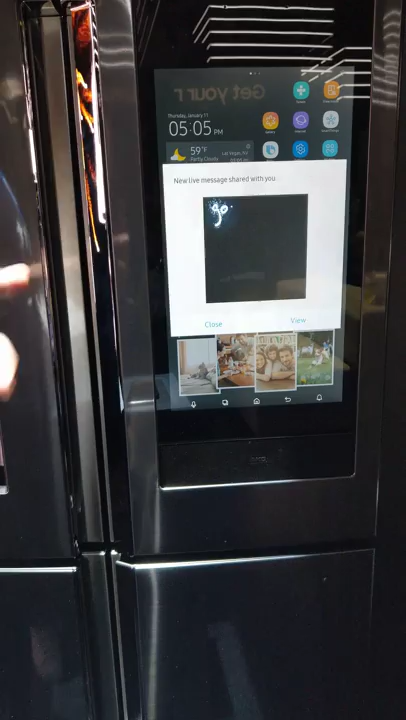 Get your r
Monday, January 11
05:05 PM
59°F
Partly Cloudy
Las Vegas, NV
New live message shared with you.
Close
View